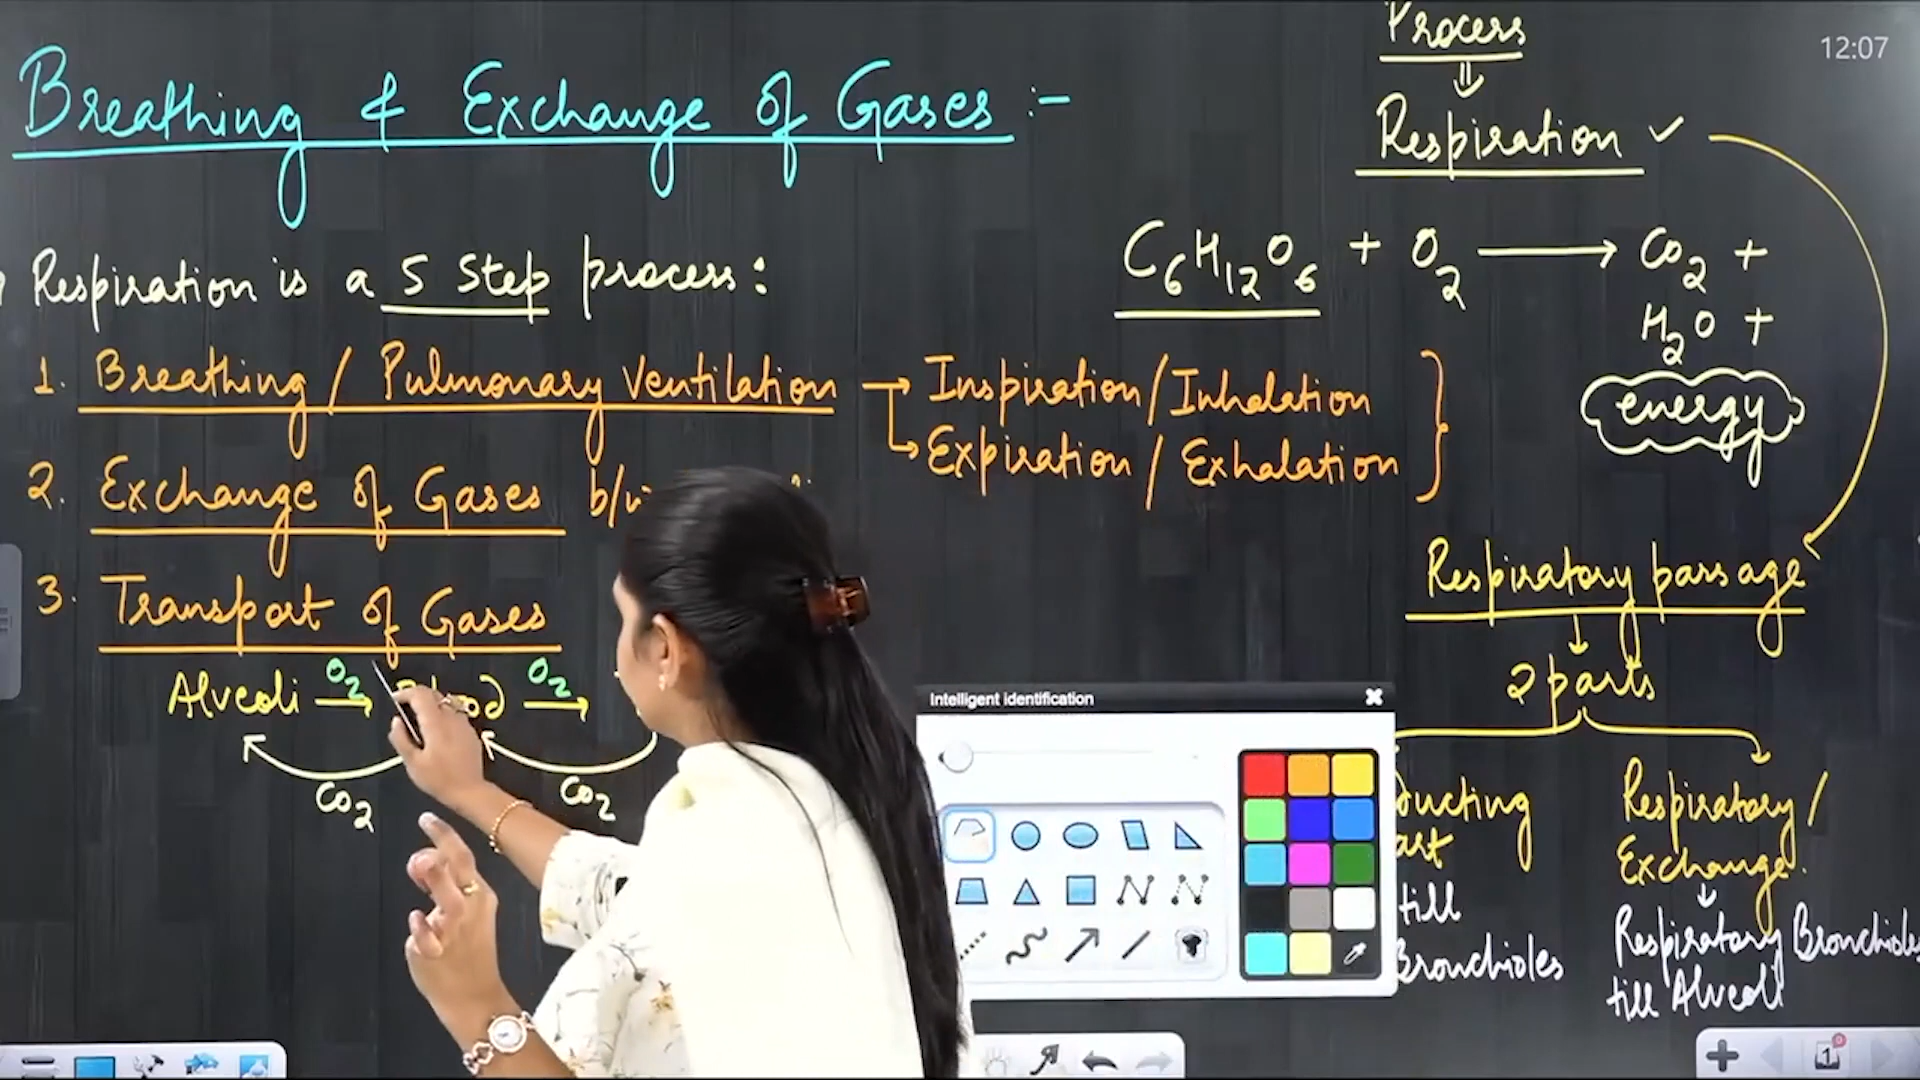 Process
12:07
Breathing & Exchange of Gases :-
⇓
Respiration ✓
Respiration is a 5 Step process :
C6H12O6 + O2 ⟶ CO2 +
H2O +
energy
1. Breathing / Pulmonary Ventilation → Inspiration / Inhalation
↳ Expiration / Exhalation
2. Exchange of Gases
3. Transport of Gases
Alveoli O2 → O2 →
CO2 CO2
Respiratory passage
↓
2 parts
Intelligent identification
Respiratory /
Exchange.
↓
till
Bronchioles
Respiratory Bronchioles
till Alveoli
1